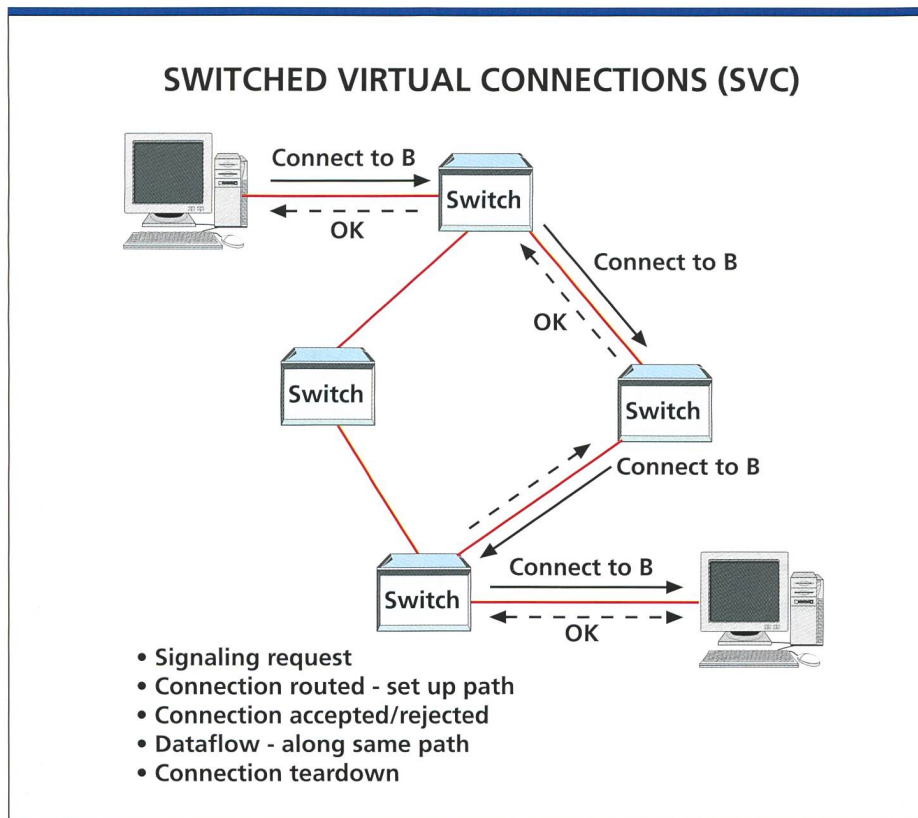 SWITCHED VIRTUAL CONNECTIONS (SVC)
Connect to B
Switch
OK
Connect to B
OK
Switch
Switch
Connect to B
Connect to B
Switch
OK
• Signaling request
• Connection routed - set up path
• Connection accepted/rejected
• Dataflow - along same path
• Connection teardown